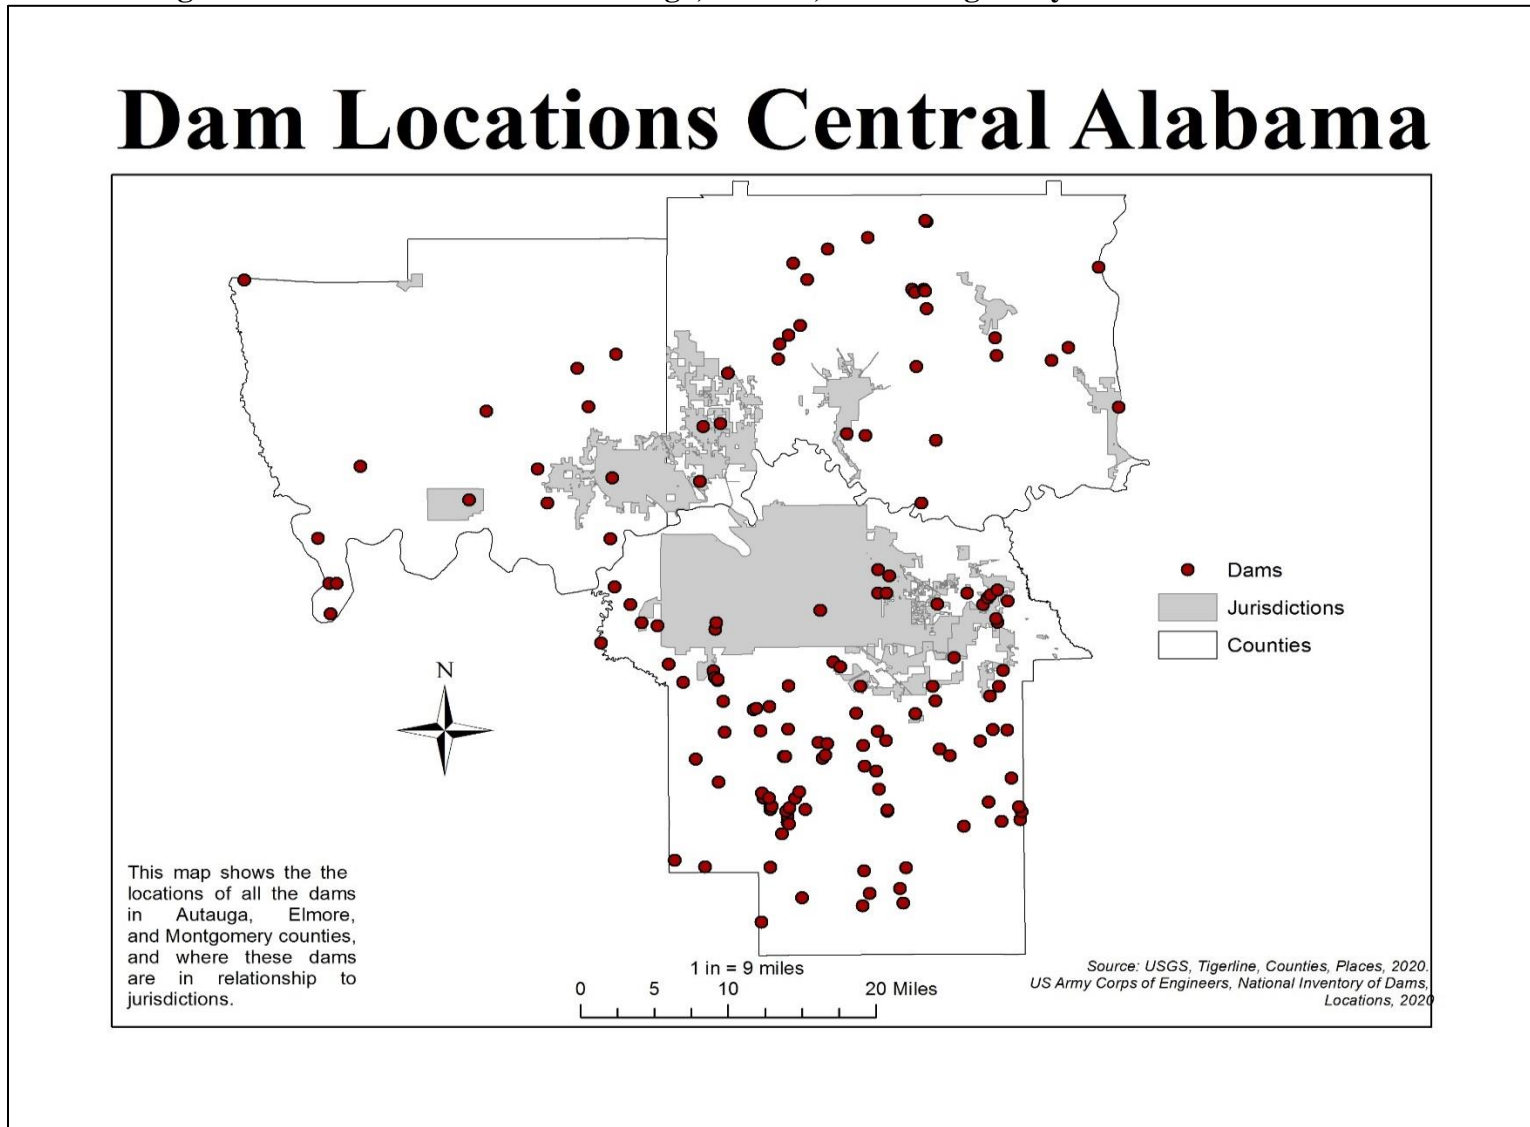 Dam Locations Central Alabama
N
Dams
Jurisdictions
Counties
This map shows the the
locations of all the dams
in Autauga, Elmore,
and Montgomery counties,
and where these dams
are in relationship to
jurisdictions.
1 in = 9 miles
0 5 10 20 Miles
Source: USGS, Tigerline, Counties, Places, 2020.
US Army Corps of Engineers, National Inventory of Dams,
Locations, 2020